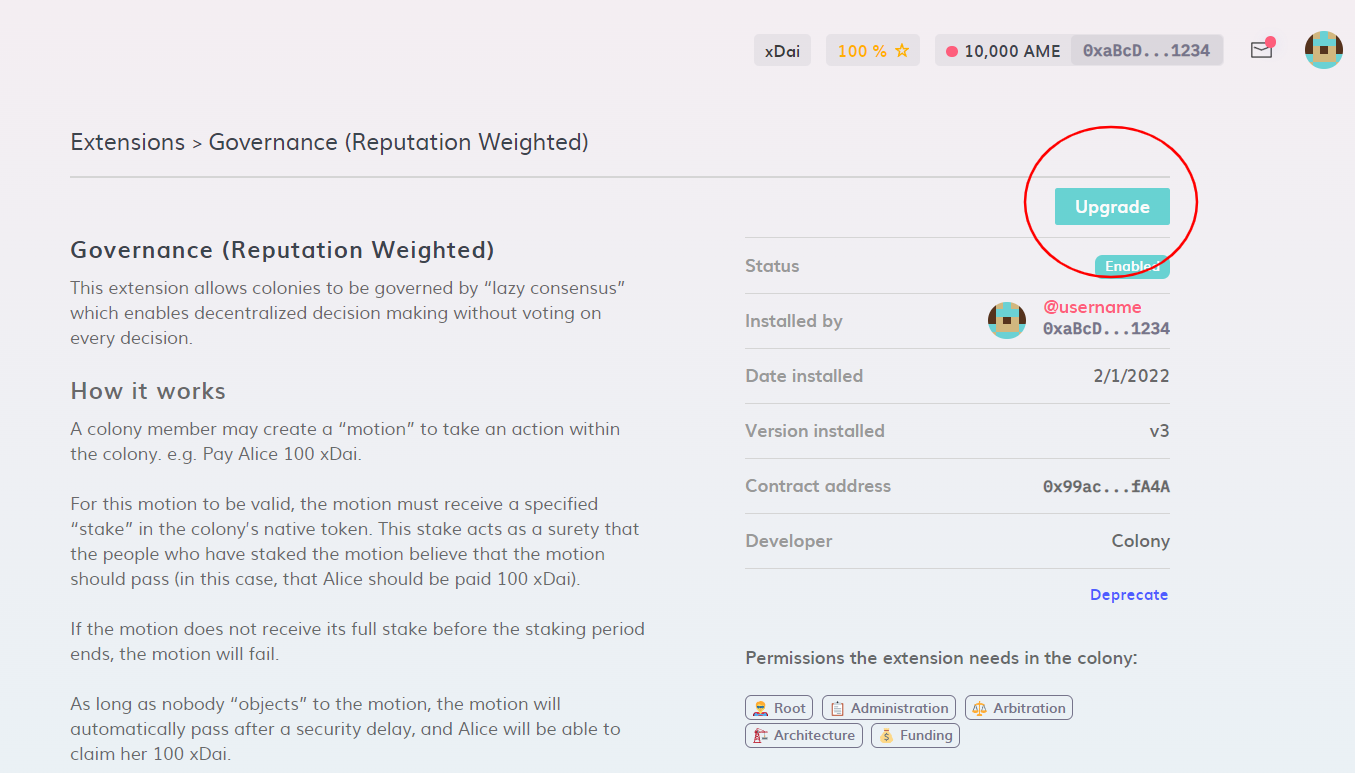 xDai
100 % ☆
10,000 AME 0xaBcD...1234
Extensions > Governance (Reputation Weighted)
Upgrade
Governance (Reputation Weighted)
This extension allows colonies to be governed by “lazy consensus”
which enables decentralized decision making without voting on
every decision.
How it works
A colony member may create a “motion” to take an action within
the colony. e.g. Pay Alice 100 xDai.
For this motion to be valid, the motion must receive a specified
“stake” in the colony's native token. This stake acts as a surety that
the people who have staked the motion believe that the motion
should pass (in this case, that Alice should be paid 100 xDai).
If the motion does not receive its full stake before the staking period
ends, the motion will fail.
As long as nobody “objects” to the motion, the motion will
automatically pass after a security delay, and Alice will be able to
claim her 100 xDai.
Status Enabled
Installed by @username
0xaBcD...1234
Date installed 2/1/2022
Version installed v3
Contract address 0x99ac...fA4A
Developer Colony
Deprecate
Permissions the extension needs in the colony:
Root Administration Arbitration
Architecture Funding